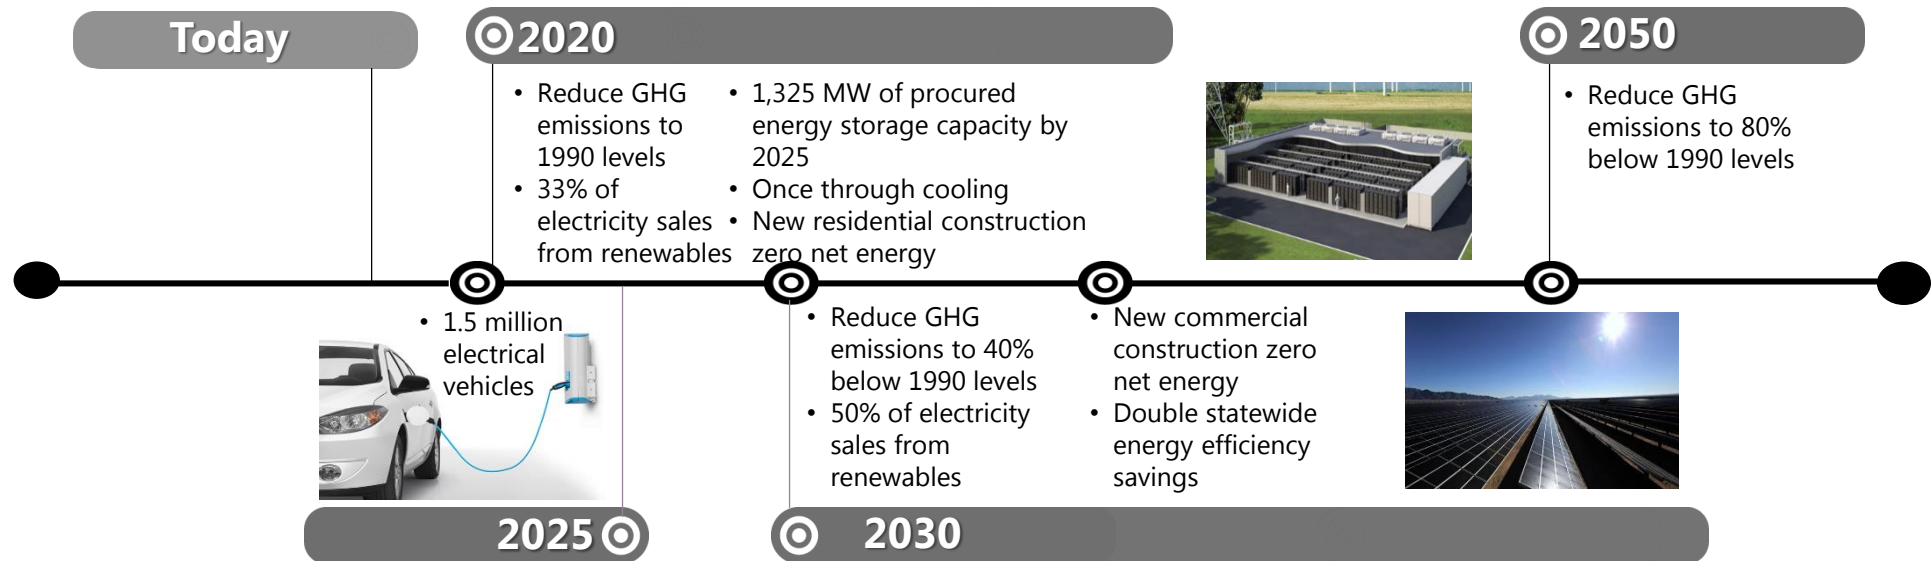 Today
2020
• Reduce GHG
emissions to
1990 levels
• 33% of
electricity sales
from renewables
• 1,325 MW of procured
energy storage capacity by
2025
• Once through cooling
• New residential construction
zero net energy
2050
• Reduce GHG
emissions to 80%
below 1990 levels
• 1.5 million
electrical
vehicles
2025
• Reduce GHG
emissions to 40%
below 1990 levels
• 50% of electricity
sales from
renewables
• New commercial
construction zero
net energy
• Double statewide
energy efficiency
savings
2030